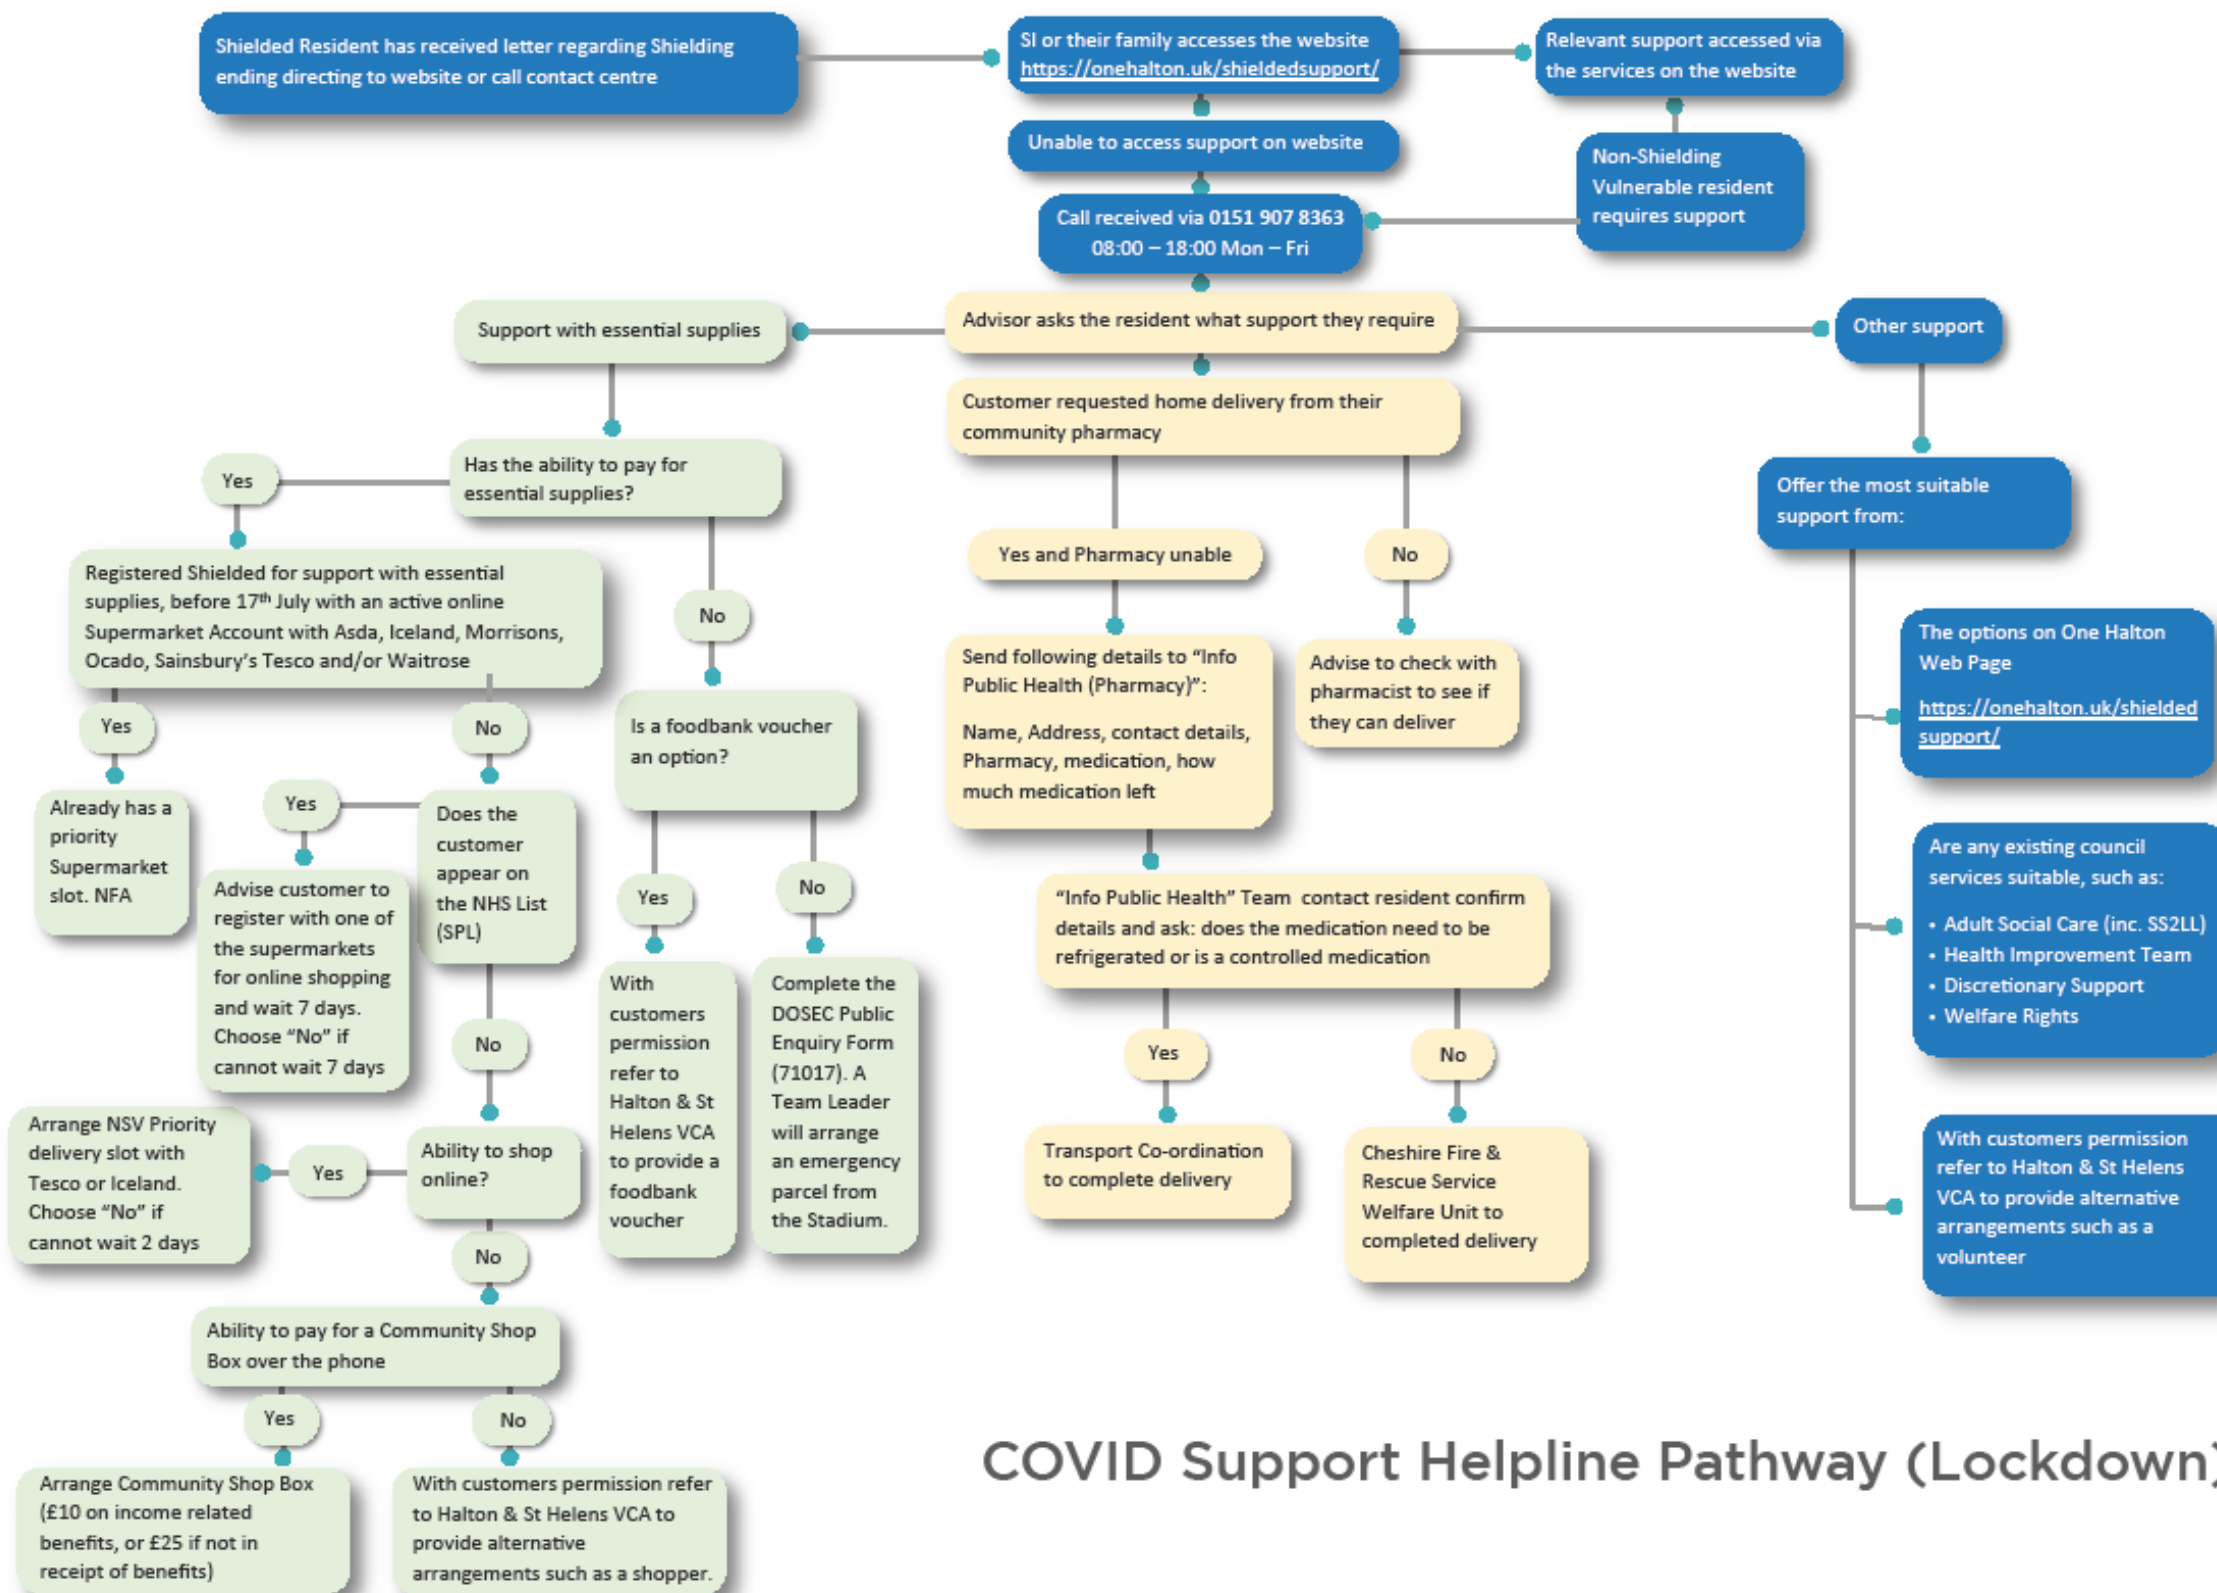 Shielded Resident has received letter regarding Shielding
ending directing to website or call contact centre
SI or their family accesses the website
https://onehalton.uk/shieldedsupport/
Relevant support accessed via
the services on the website
Unable to access support on website
Non-Shielding
Vulnerable resident
requires support
Call received via 0151 907 8363
08:00 – 18:00 Mon – Fri
Support with essential supplies
Advisor asks the resident what support they require
Other support
Customer requested home delivery from their
community pharmacy
Has the ability to pay for
essential supplies?
Yes
Offer the most suitable
support from:
Yes and Pharmacy unable
No
Registered Shielded for support with essential
supplies, before 17th July with an active online
Supermarket Account with Asda, Iceland, Morrisons,
Ocado, Sainsbury's Tesco and/or Waitrose
No
Send following details to “Info
Public Health (Pharmacy)”:
Name, Address, contact details,
Pharmacy, medication, how
much medication left
Advise to check with
pharmacist to see if
they can deliver
The options on One Halton
Web Page
https://onehalton.uk/shielded
support/
Yes
No
Is a foodbank voucher
an option?
Already has a
priority
Supermarket
slot. NFA
Yes
Does the
customer
appear on
the NHS List
(SPL)
Advise customer to
register with one of
the supermarkets
for online shopping
and wait 7 days.
Choose “No” if
cannot wait 7 days
Yes
No
“Info Public Health” Team contact resident confirm
details and ask: does the medication need to be
refrigerated or is a controlled medication
Are any existing council
services suitable, such as:
• Adult Social Care (inc. SS2LL)
• Health Improvement Team
• Discretionary Support
• Welfare Rights
With
customers
permission
refer to
Halton & St
Helens VCA
to provide a
foodbank
voucher
Complete the
DOSEC Public
Enquiry Form
(71017). A
Team Leader
will arrange
an emergency
parcel from
the Stadium.
No
Yes
No
Arrange NSV Priority
delivery slot with
Tesco or Iceland.
Choose “No” if
cannot wait 2 days
Yes
Ability to shop
online?
Transport Co-ordination
to complete delivery
Cheshire Fire &
Rescue Service
Welfare Unit to
completed delivery
With customers permission
refer to Halton & St Helens
VCA to provide alternative
arrangements such as a
volunteer
No
Ability to pay for a Community Shop
Box over the phone
Yes
No
COVID Support Helpline Pathway (Lockdown)
Arrange Community Shop Box
(£10 on income related
benefits, or £25 if not in
receipt of benefits)
With customers permission refer
to Halton & St Helens VCA to
provide alternative
arrangements such as a shopper.